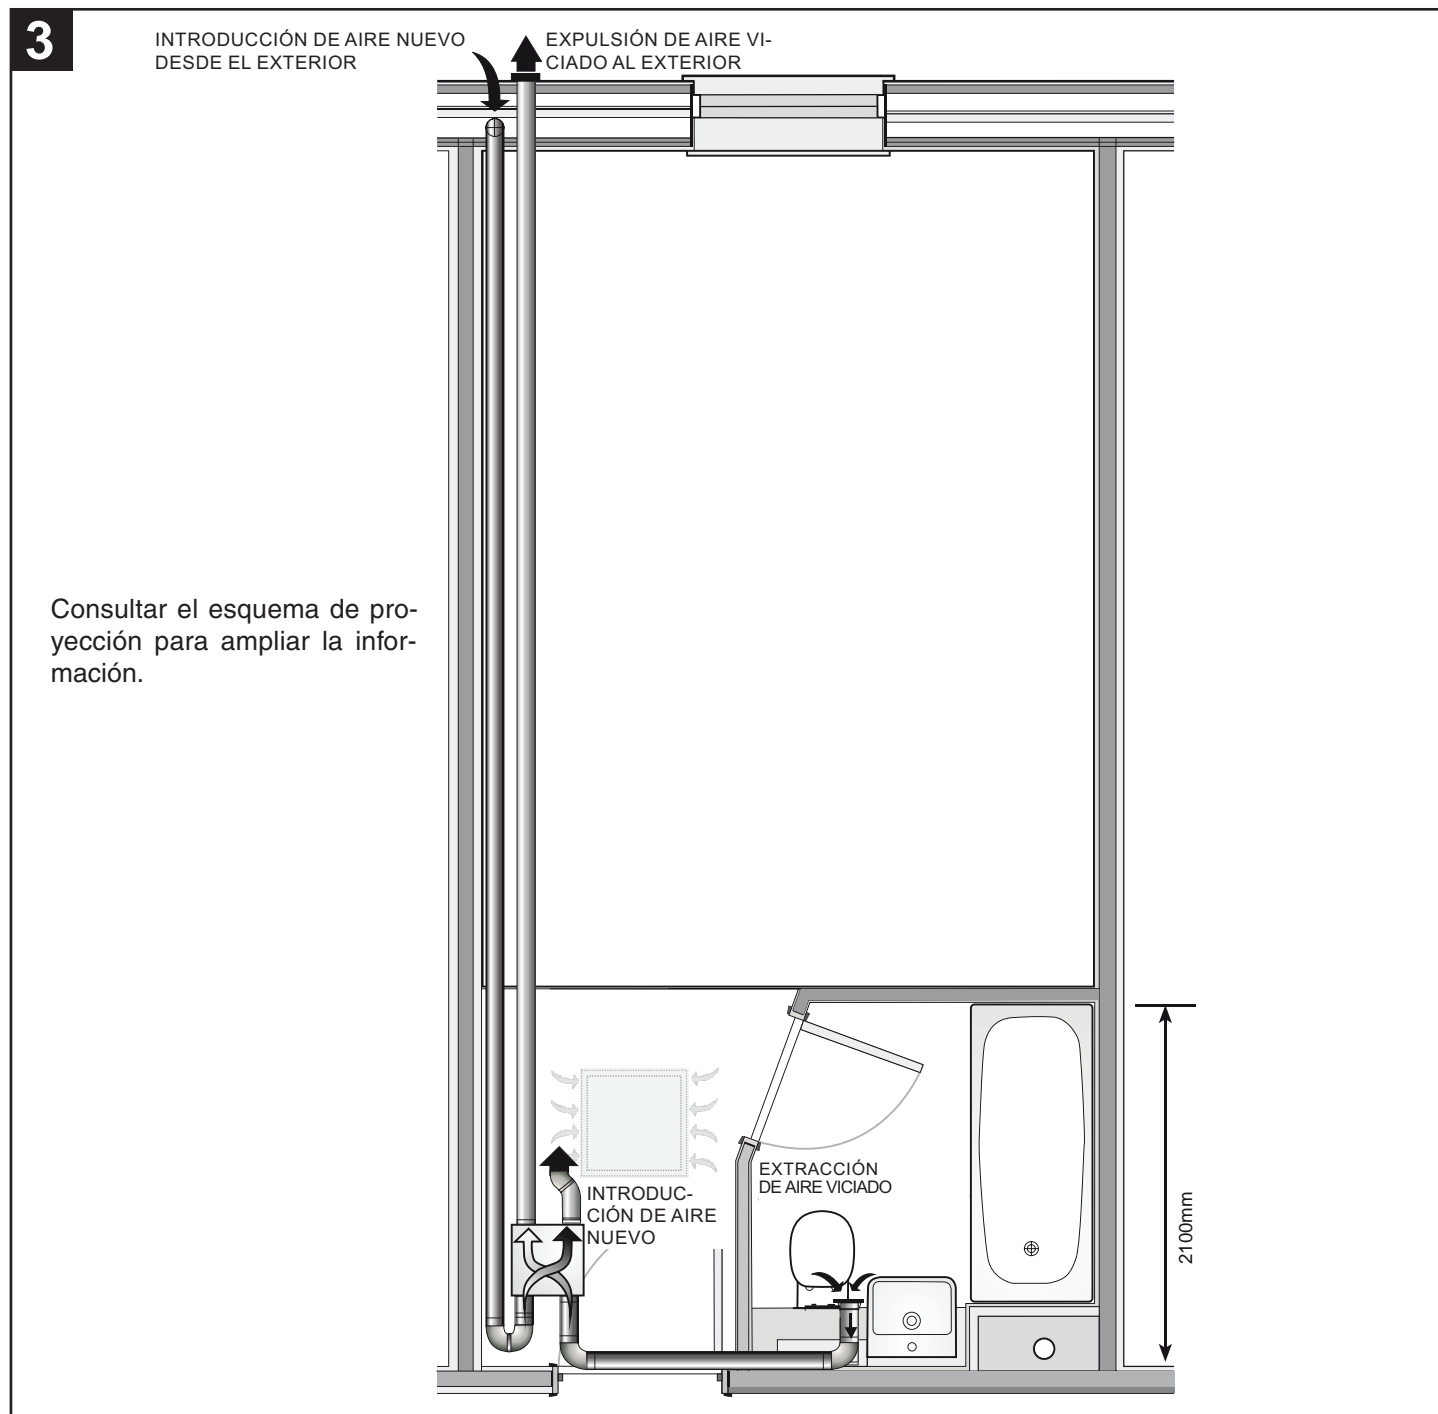 3
INTRODUCCIÓN DE AIRE NUEVO
DESDE EL EXTERIOR
EXPULSIÓN DE AIRE VI-
CIADO AL EXTERIOR
Consultar el esquema de pro-
yección para ampliar la infor-
mación.
EXTRACCIÓN
DE AIRE VICIADO
INTRODUC-
CIÓN DE AIRE
NUEVO
2100mm